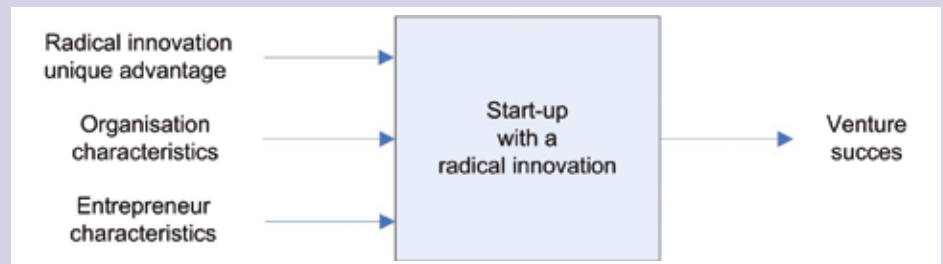 Radical innovation
unique advantage
Organisation
characteristics
Entrepreneur
characteristics
Start-up
with a
radical innovation
Venture
succes